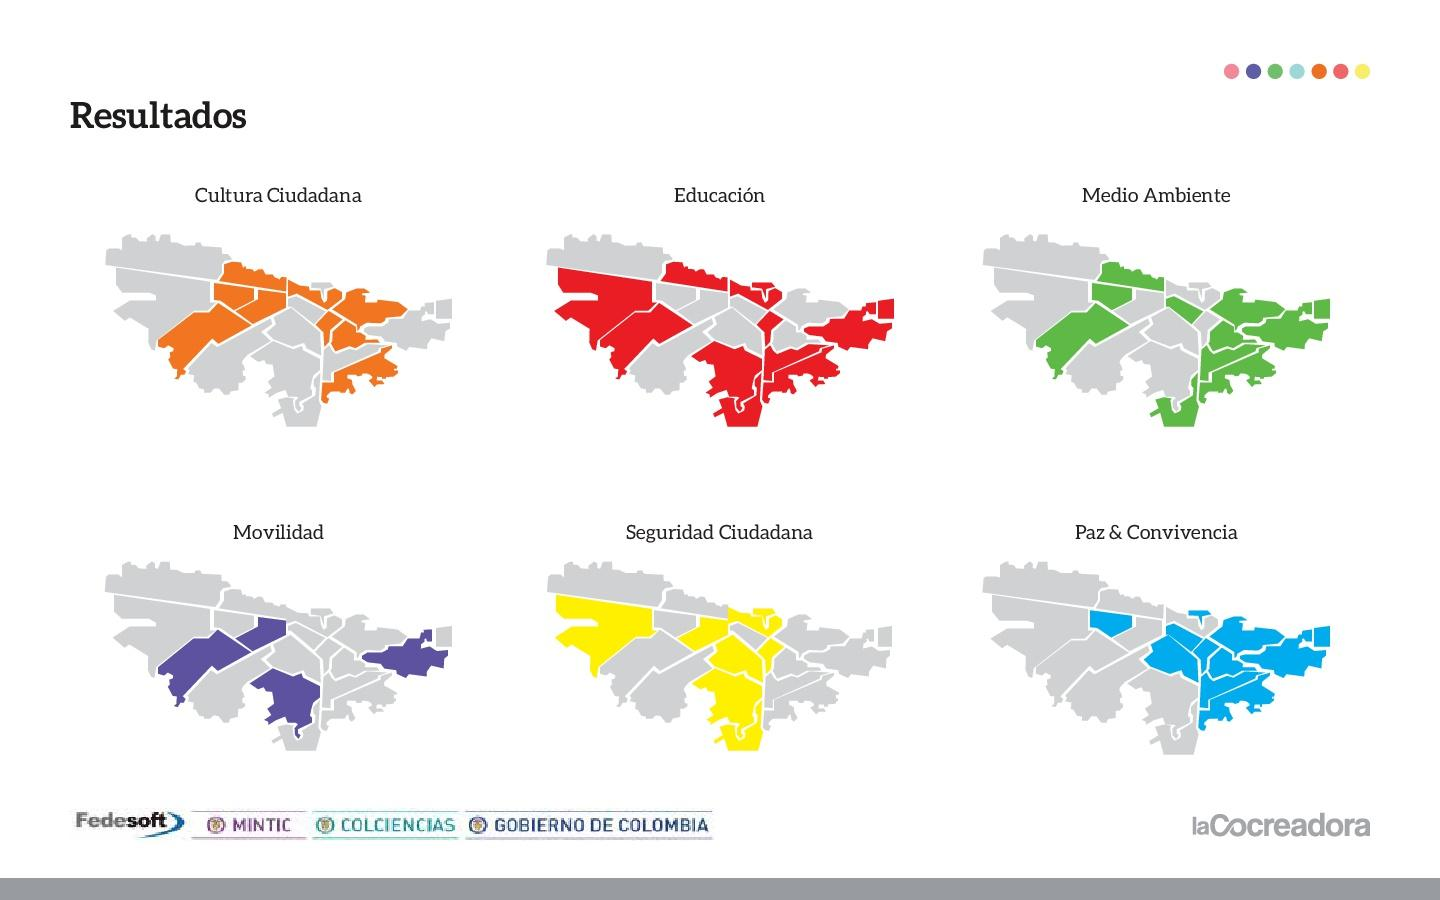 Resultados
Cultura Ciudadana
Educación
Medio Ambiente
Movilidad
Seguridad Ciudadana
Paz & Convivencia
Fedesoft
MINTIC
COLCIENCIAS
GOBIERNO DE COLOMBIA
laCocreadora